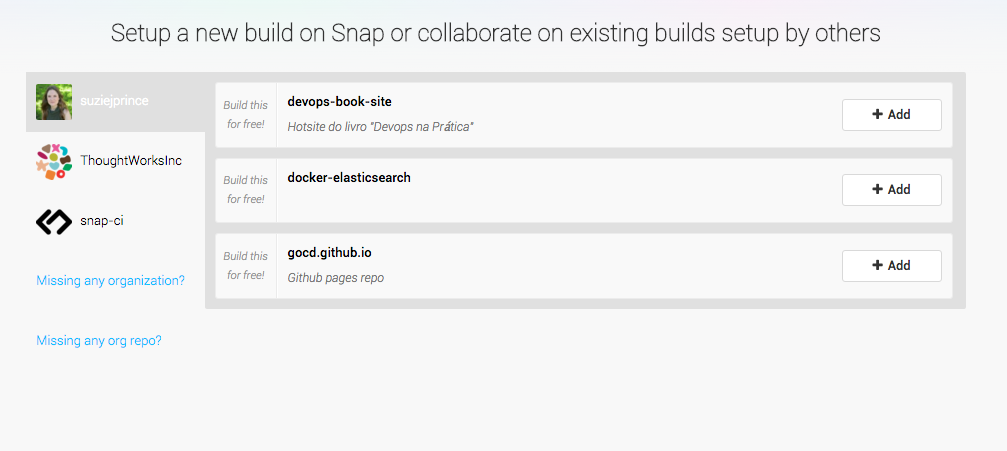 Setup a new build on Snap or collaborate on existing builds setup by others
suziejprince
ThoughtWorksInc
snap-ci
Missing any organization?
Missing any org repo?
Build this
for free!
devops-book-site
Hotsite do livro "Devops na Prática"
Add
Build this
for free!
docker-elasticsearch
Add
Build this
for free!
gocd.github.io
Github pages repo
Add